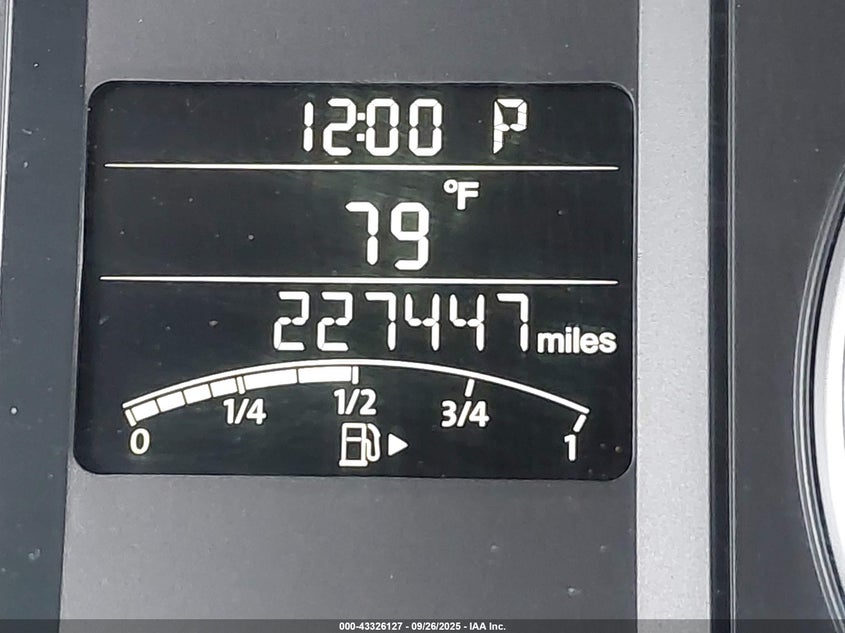 12:00 P
°F
79
227447 miles
0 1/4 1/2 3/4 1
000-43326127 - 09/26/2025 - IAA Inc.